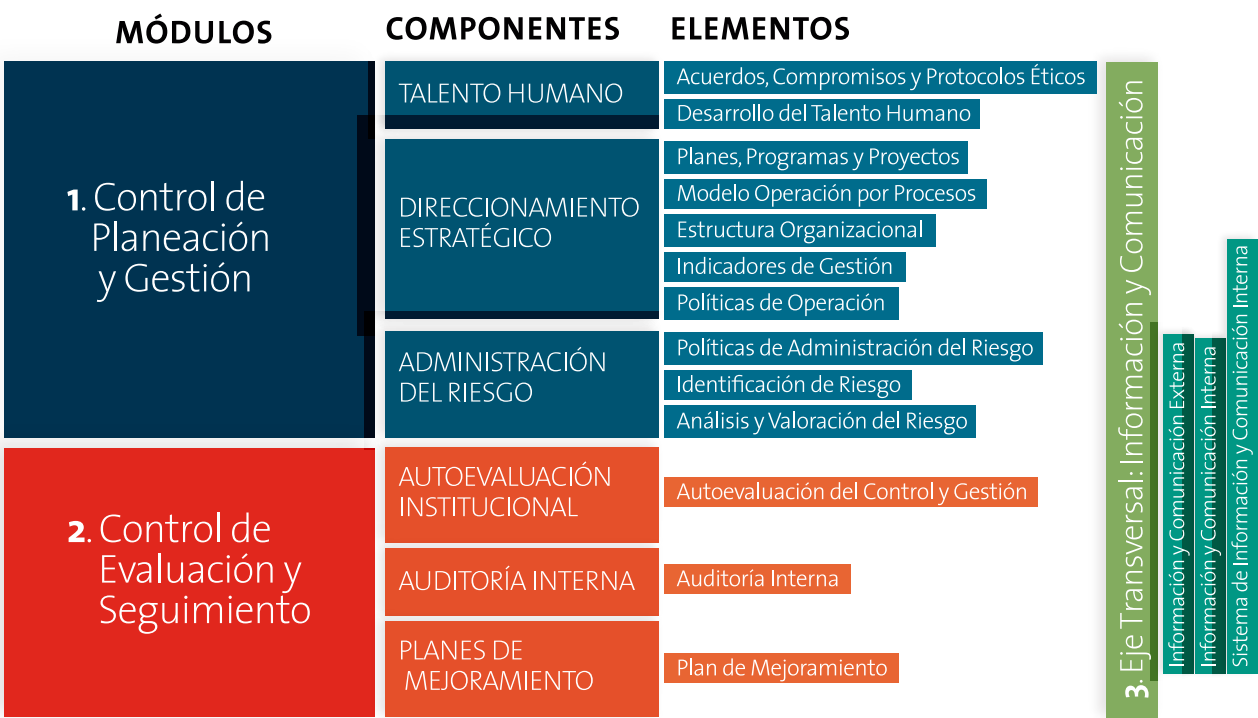 MÓDULOS
COMPONENTES
ELEMENTOS
1. Control de
Planeación
y Gestión
TALENTO HUMANO
Acuerdos, Compromisos y Protocolos Éticos
Desarrollo del Talento Humano
DIRECCIONAMIENTO
ESTRATÉGICO
Planes, Programas y Proyectos
Modelo Operación por Procesos
Estructura Organizacional
Indicadores de Gestión
Políticas de Operación
ADMINISTRACIÓN
DEL RIESGO
Políticas de Administración del Riesgo
Identificación de Riesgo
Análisis y Valoración del Riesgo
2. Control de
Evaluación y
Seguimiento
AUTOEVALUACIÓN
INSTITUCIONAL
Autoevaluación del Control y Gestión
AUDITORÍA INTERNA
Auditoría Interna
PLANES DE
MEJORAMIENTO
Plan de Mejoramiento
3. Eje Transversal: Información y Comunicación
Información y Comunicación Externa
Información y Comunicación Interna
Sistema de Información y Comunicación Interna